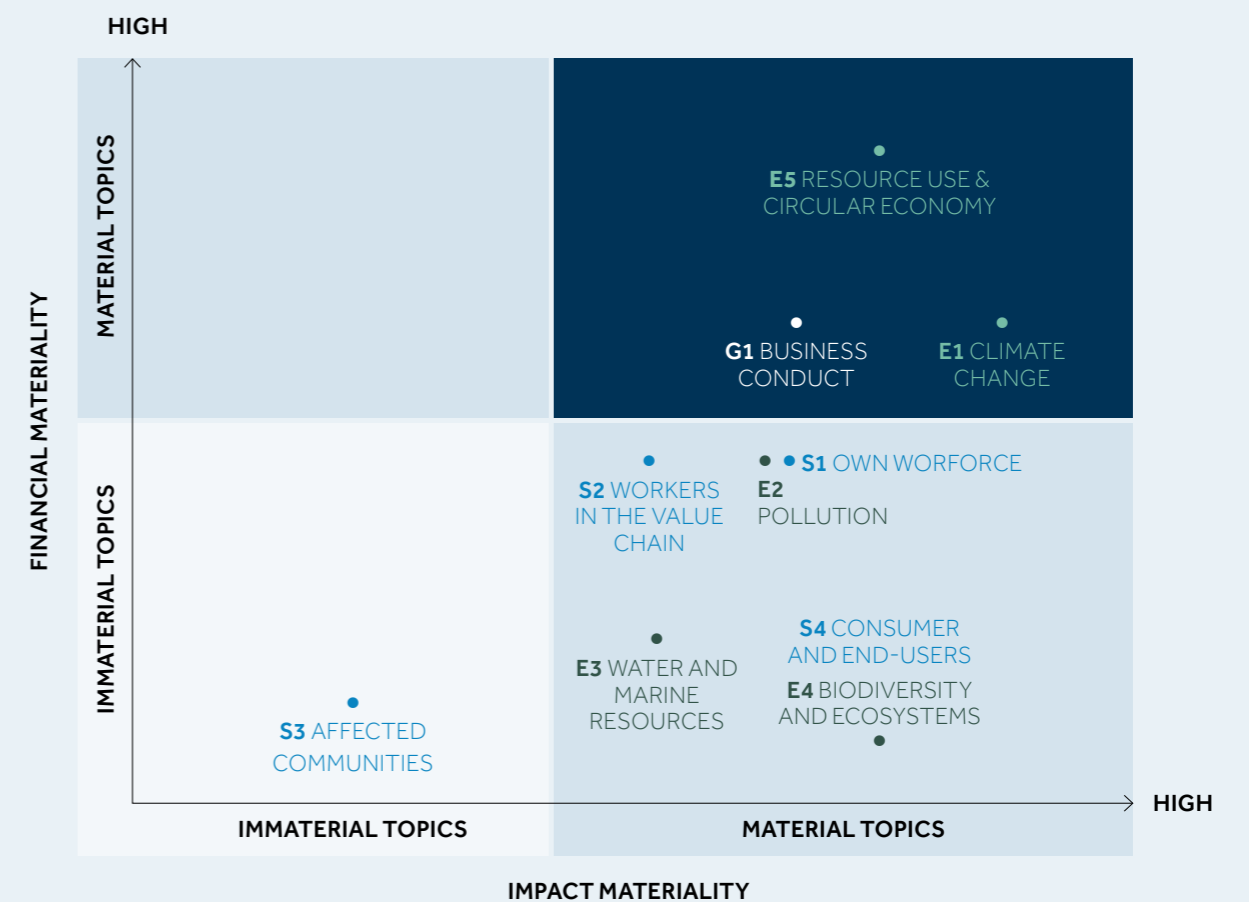 HIGH
MATERIAL TOPICS
FINANCIAL MATERIALITY
IMMATERIAL TOPICS
E5 RESOURCE USE &
CIRCULAR ECONOMY
G1 BUSINESS
CONDUCT
E1 CLIMATE
CHANGE
S2 WORKERS
IN THE VALUE
CHAIN
S1 OWN WORFORCE
E2
POLLUTION
E3 WATER AND
MARINE
RESOURCES
S4 CONSUMER
AND END-USERS
E4 BIODIVERSITY
AND ECOSYSTEMS
S3 AFFECTED
COMMUNITIES
HIGH
IMMATERIAL TOPICS
MATERIAL TOPICS
IMPACT MATERIALITY